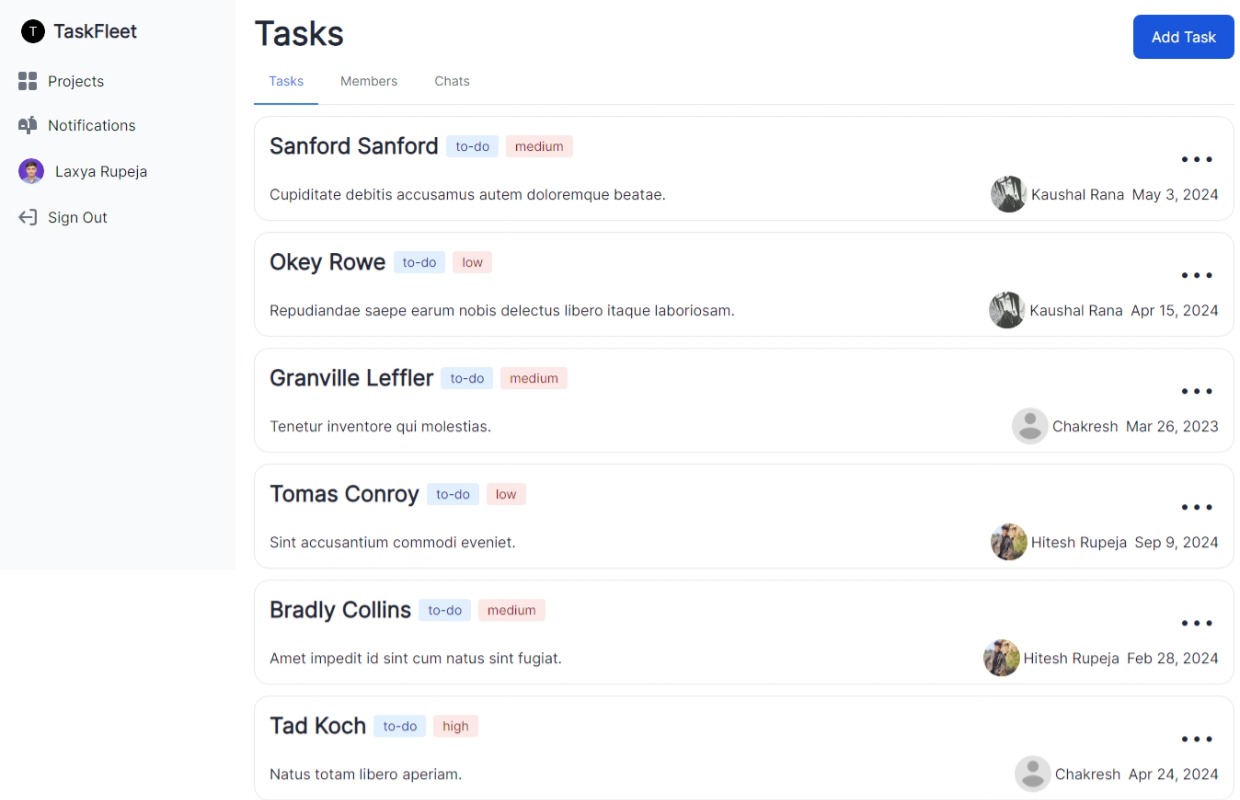 T TaskFleet
Projects
Notifications
Laxya Rupeja
Sign Out
Tasks
Add Task
Tasks Members Chats
Sanford Sanford to-do medium
Cupiditate debitis accusamus autem doloremque beatae. Kaushal Rana May 3, 2024
Okey Rowe to-do low
Repudiandae saepe earum nobis delectus libero itaque laboriosam. Kaushal Rana Apr 15, 2024
Granville Leffler to-do medium
Tenetur inventore qui molestias. Chakresh Mar 26, 2023
Tomas Conroy to-do low
Sint accusantium commodi eveniet. Hitesh Rupeja Sep 9, 2024
Bradly Collins to-do medium
Amet impedit id sint cum natus sint fugiat. Hitesh Rupeja Feb 28, 2024
Tad Koch to-do high
Natus totam libero aperiam. Chakresh Apr 24, 2024